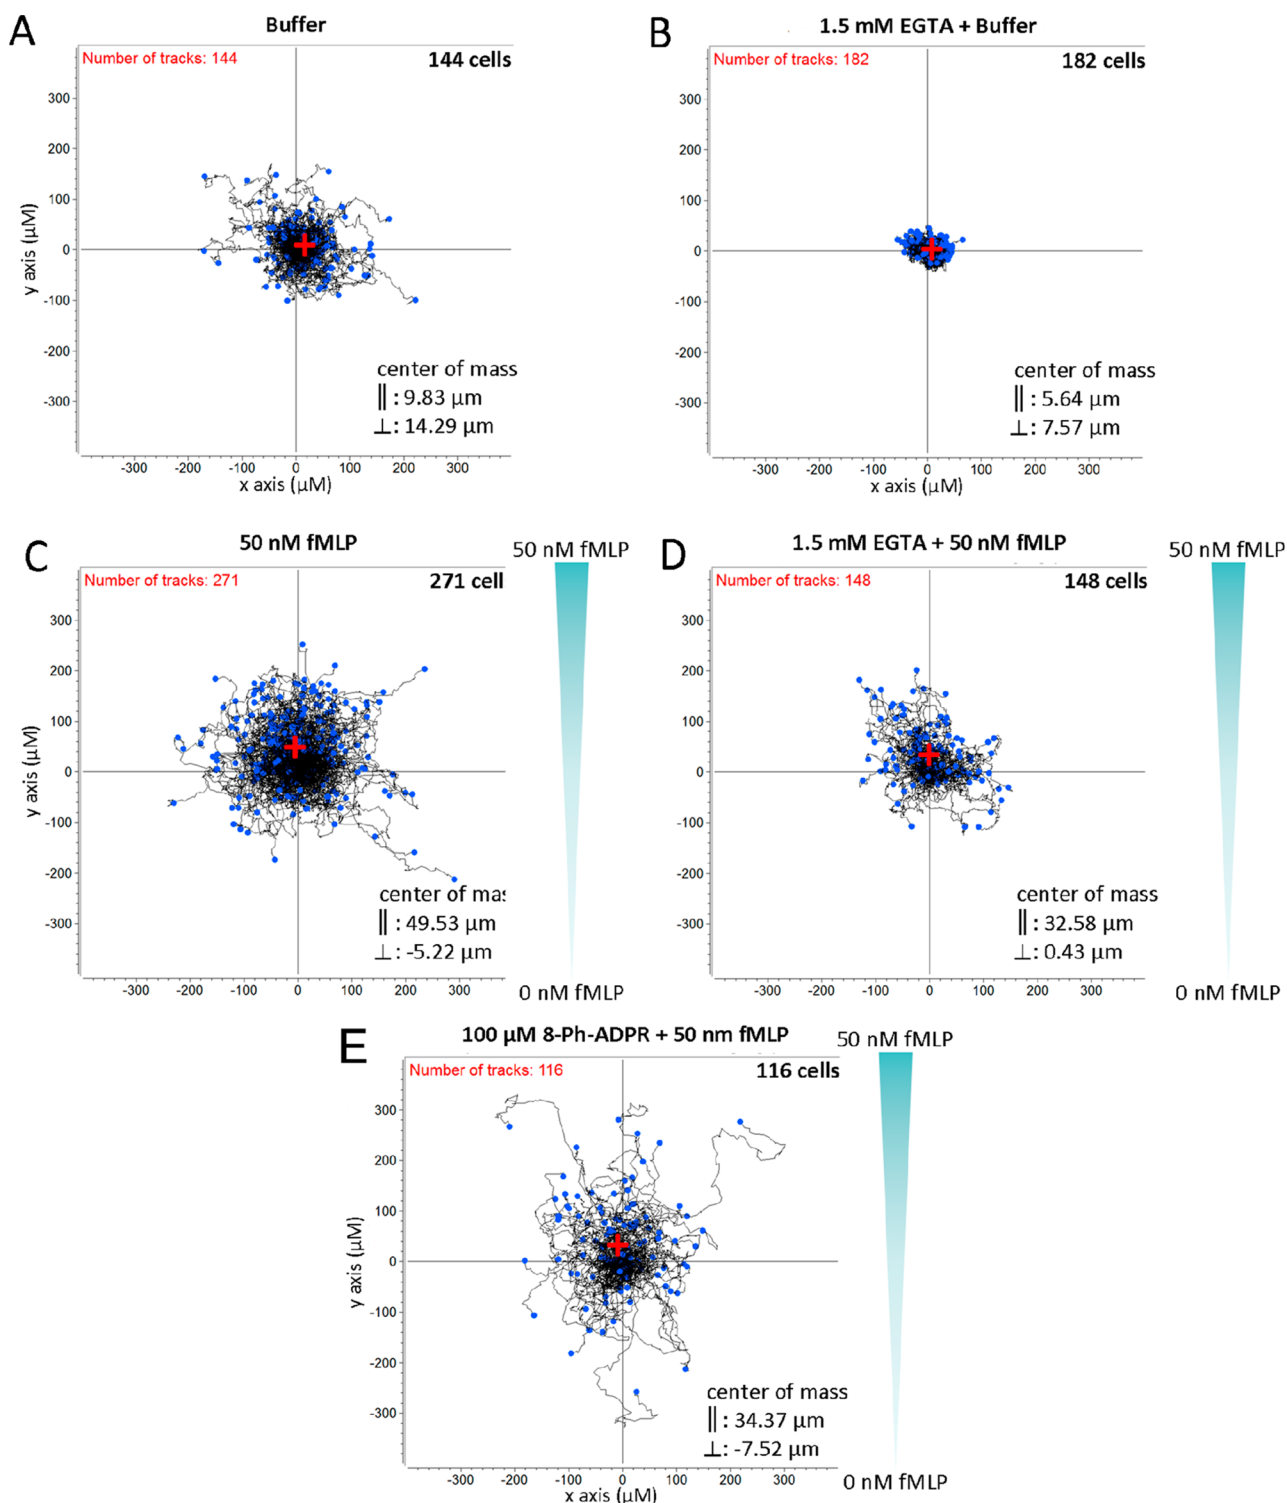 A
Buffer
Number of tracks: 144
144 cells
300
200
100
0
-100
-200
-300
y axis (μM)
center of mass
ǁ : 9.83 μm
⊥: 14.29 μm
-300 -200 -100 0 100 200 300
x axis (μM)
B
1.5 mM EGTA + Buffer
Number of tracks: 182
182 cells
300
200
100
0
-100
-200
-300
center of mass
ǁ : 5.64 μm
⊥: 7.57 μm
-300 -200 -100 0 100 200 300
x axis (μM)
C
50 nM fMLP
Number of tracks: 271
271 cell
300
200
100
0
-100
-200
-300
y axis (μM)
center of mas
ǁ : 49.53 μm
⊥: -5.22 μm
-300 -200 -100 0 100 200 300
50 nM fMLP
0 nM fMLP
D
1.5 mM EGTA + 50 nM fMLP
Number of tracks: 148
148 cells
300
200
100
0
-100
-200
-300
center of mass
ǁ : 32.58 μm
⊥: 0.43 μm
-300 -200 -100 0 100 200 300
50 nM fMLP
0 nM fMLP
E
100 μM 8-Ph-ADPR + 50 nm fMLP
Number of tracks: 116
116 cells
300
200
100
0
-100
-200
-300
y axis (μM)
center of mass
ǁ : 34.37 μm
⊥: -7.52 μm
-300 -200 -100 0 100 200 300
x axis (μM)
50 nM fMLP
0 nM fMLP